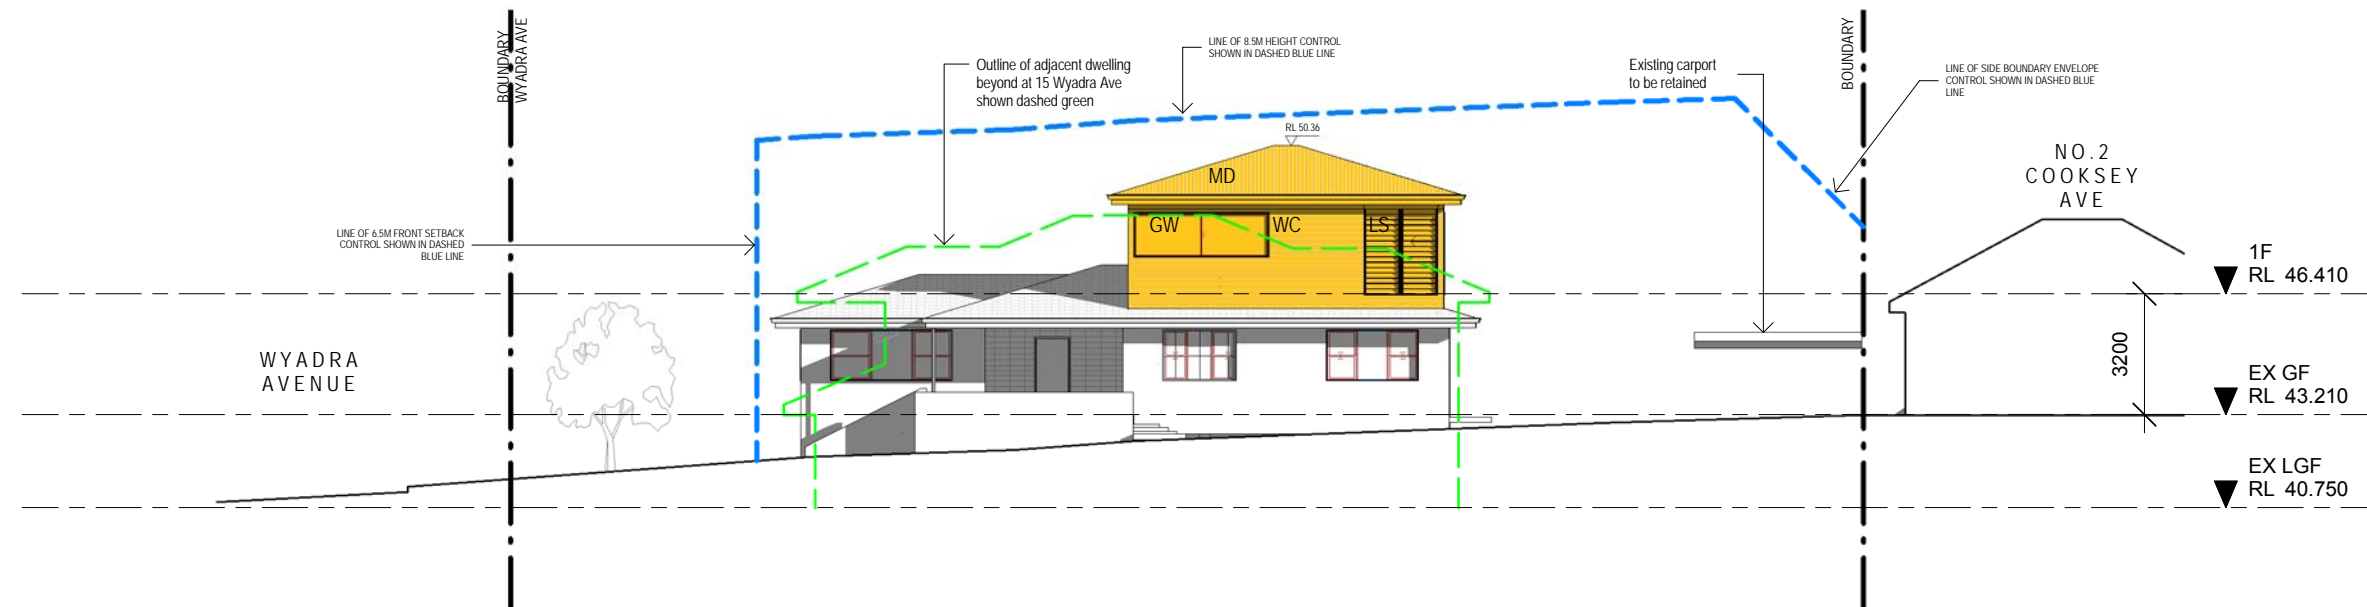 BOUNDARY
WYADRA AVE
LINE OF 8.5M HEIGHT CONTROL
SHOWN IN DASHED BLUE LINE
Outline of adjacent dwelling
beyond at 15 Wyadra Ave
shown dashed green
Existing carport
to be retained
BOUNDARY
LINE OF SIDE BOUNDARY ENVELOPE
CONTROL SHOWN IN DASHED BLUE
LINE
RL 50.36
NO.2
COOKSEY
AVE
MD
GW
WC
LS
LINE OF 6.5M FRONT SETBACK
CONTROL SHOWN IN DASHED
BLUE LINE
1F
RL 46.410
WYADRA
AVENUE
3200
EX GF
RL 43.210
EX LGF
RL 40.750